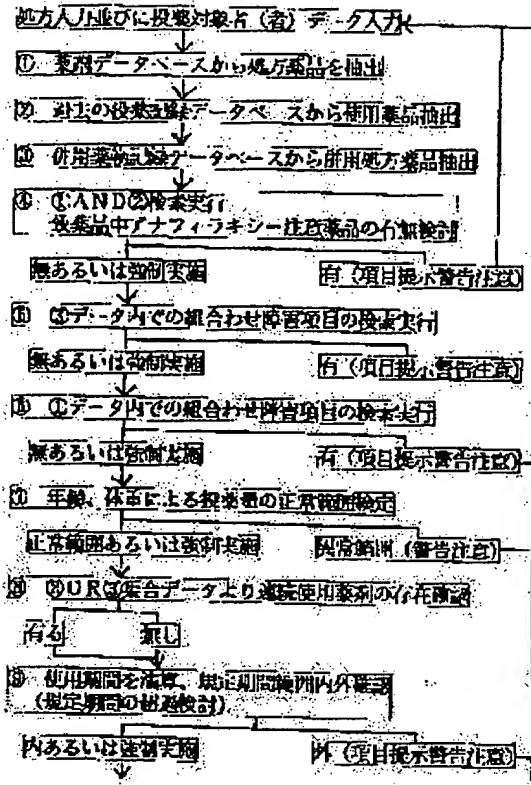 処方入力並びに投薬対象者（者）データ入力
① 薬剤データベースから処方薬品を抽出
② 過去の投薬記録データベースから使用薬品抽出
③ 併用薬物記録データベースから併用処方薬品抽出
④ ①AND②検索実行
投薬品中アナフィラキシー注意薬品の有無検討
無あるいは強制実施
有（項目提示警告注意）
データ内での組合わせ障害項目の検索実行
無あるいは強制実施
有（項目提示警告注意）
①データ内での組合わせ障害項目の検索実行
無あるいは強制実施
有（項目提示警告注意）
⑦ 年齢、体重による投薬量の正常範囲検定
正常範囲あるいは強制実施
異常範囲（警告注意）
②OR③集合データより連続使用薬剤の存在確認
有る
無し
使用期間を演算、規定期間範囲内外確認
（規定期間の超過検討）
内あるいは強制実施
外（項目提示警告注意）